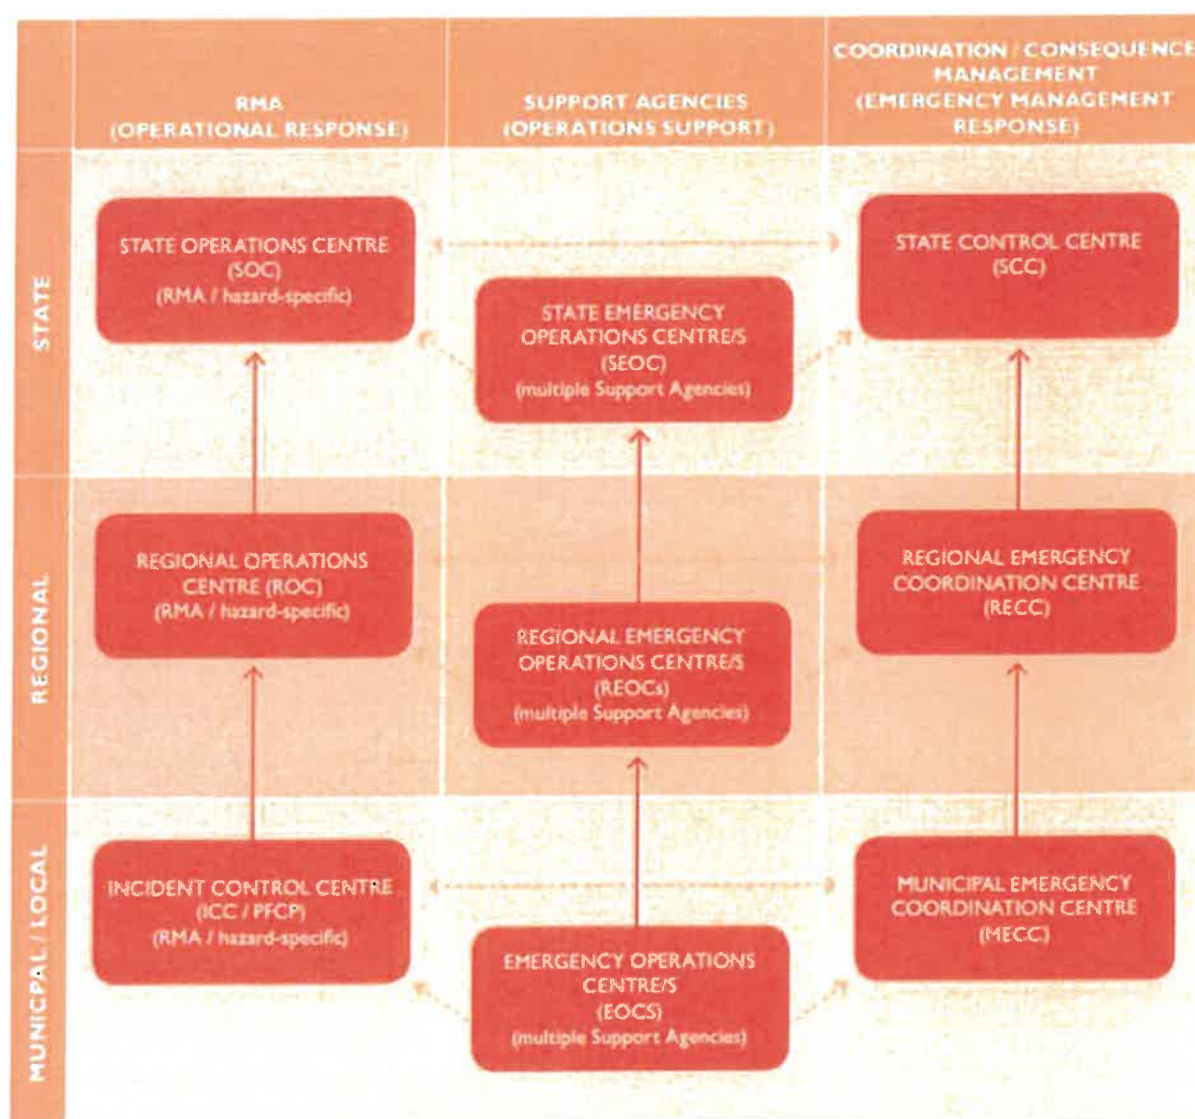 RMA
(OPERATIONAL RESPONSE)
SUPPORT AGENCIES
(OPERATIONS SUPPORT)
COORDINATION / CONSEQUENCE
MANAGEMENT
(EMERGENCY MANAGEMENT
RESPONSE)
STATE
STATE OPERATIONS CENTRE
(SOC)
(RMA / hazard-specific)
STATE EMERGENCY
OPERATIONS CENTRE/S
(SEOC)
(multiple Support Agencies)
STATE CONTROL CENTRE
(SCC)
REGIONAL
REGIONAL OPERATIONS
CENTRE (ROC)
(RMA / hazard-specific)
REGIONAL EMERGENCY
OPERATIONS CENTRE/S
(REOCs)
(multiple Support Agencies)
REGIONAL EMERGENCY
COORDINATION CENTRE
(RECC)
MUNICPAL / LOCAL
INCIDENT CONTROL CENTRE
(ICC / PFCP)
(RMA / hazard-specific)
EMERGENCY OPERATIONS
CENTRE/S
(EOCS)
(multiple Support Agencies)
MUNICIPAL EMERGENCY
COORDINATION CENTRE
(MECC)